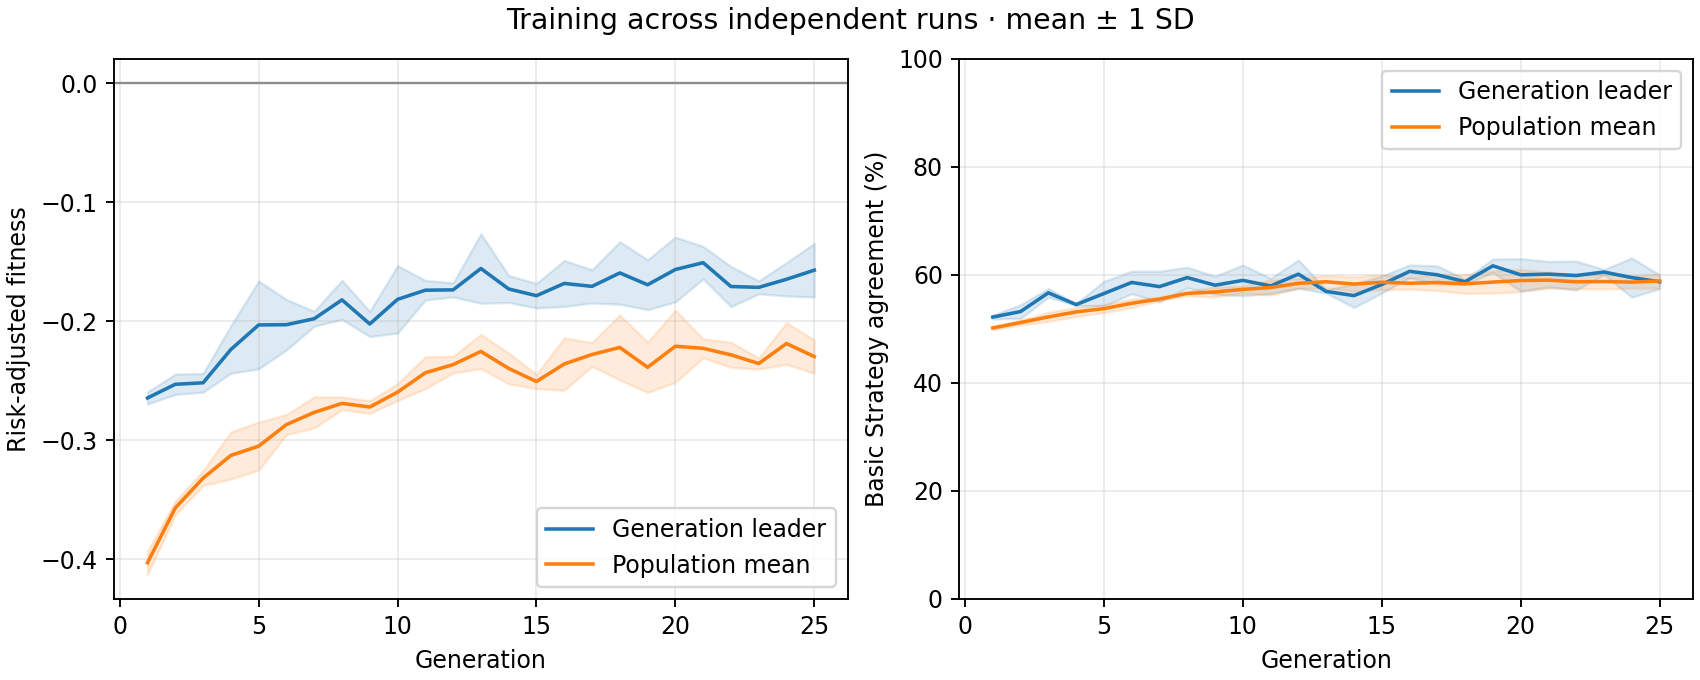 Training across independent runs · mean ± 1 SD
Risk-adjusted fitness
0.0
−0.1
−0.2
−0.3
−0.4
Generation leader
Population mean
0 5 10 15 20 25
Generation
Basic Strategy agreement (%)
100
80
60
40
20
0
Generation leader
Population mean
0 5 10 15 20 25
Generation